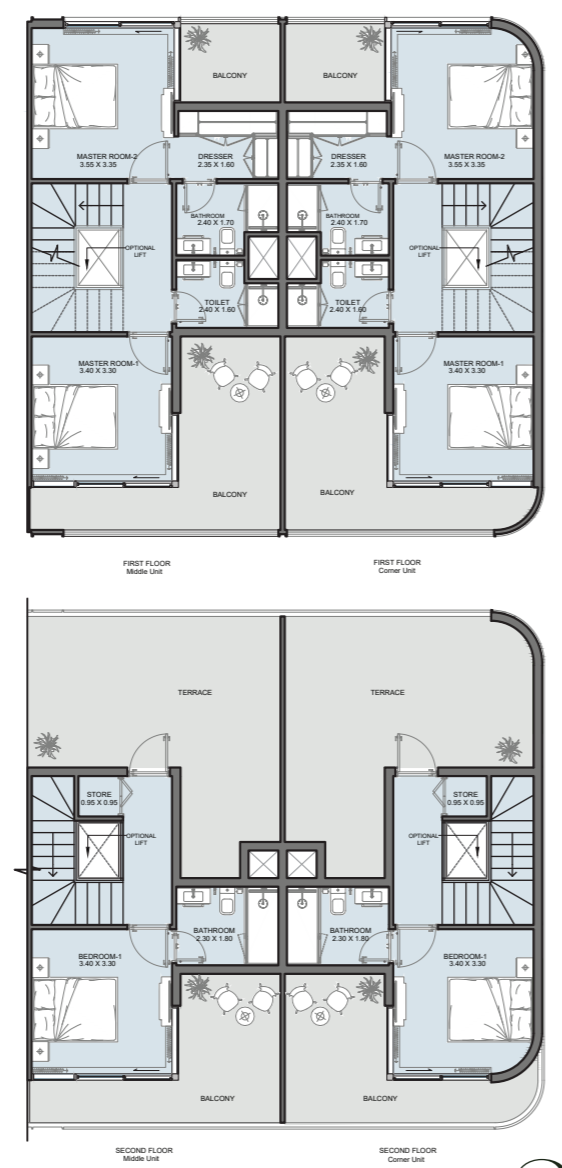 BALCONY
BALCONY
MASTER ROOM-2
3.55 X 3.35
DRESSER
2.35 X 1.60
DRESSER
2.35 X 1.60
MASTER ROOM-2
3.55 X 3.35
BATHROOM
2.40 X 1.70
BATHROOM
2.40 X 1.70
OPTIONAL
LIFT
OPTIONAL
LIFT
TOILET
2.40 X 1.60
TOILET
2.40 X 1.60
MASTER ROOM-1
3.40 X 3.30
MASTER ROOM-1
3.40 X 3.30
BALCONY
BALCONY
FIRST FLOOR
Middle Unit
FIRST FLOOR
Corner Unit
TERRACE
TERRACE
STORE
0.95 X 0.95
STORE
0.95 X 0.95
OPTIONAL
LIFT
OPTIONAL
LIFT
BATHROOM
2.30 X 1.80
BATHROOM
2.30 X 1.80
BEDROOM-1
3.40 X 3.30
BEDROOM-1
3.40 X 3.30
BALCONY
BALCONY
SECOND FLOOR
Middle Unit
SECOND FLOOR
Corner Unit